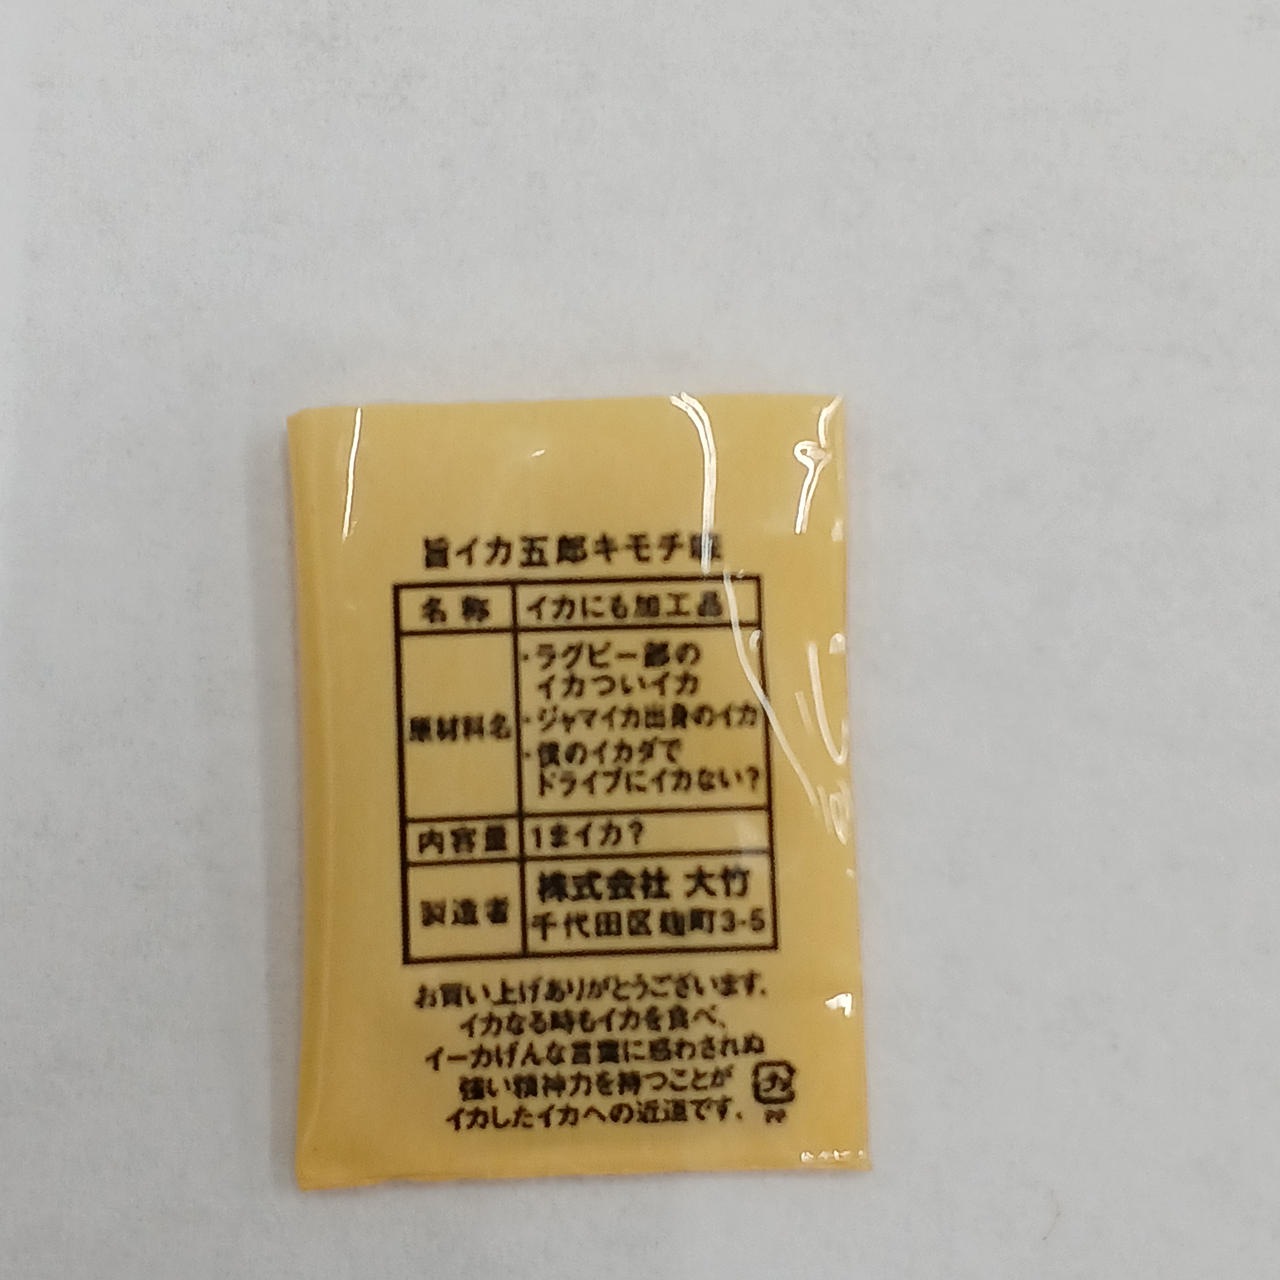 旨イカ五郎キモチ味
名称 イカにも加工品
原材料名 ・ラグビー部の
イカついイカ
・ジャマイカ出身のイカ
・僕のイカダで
ドライブにイカない?
内容量 1まイカ?
製造者 株式会社 大竹
千代田区麹町3-5
お買い上げありがとうございます。
イカなる時もイカを食べ、
イーカげんな言葉に惑わされぬ
強い精神力を持つことが
イカしたイカへの近道です。
プラ
PP